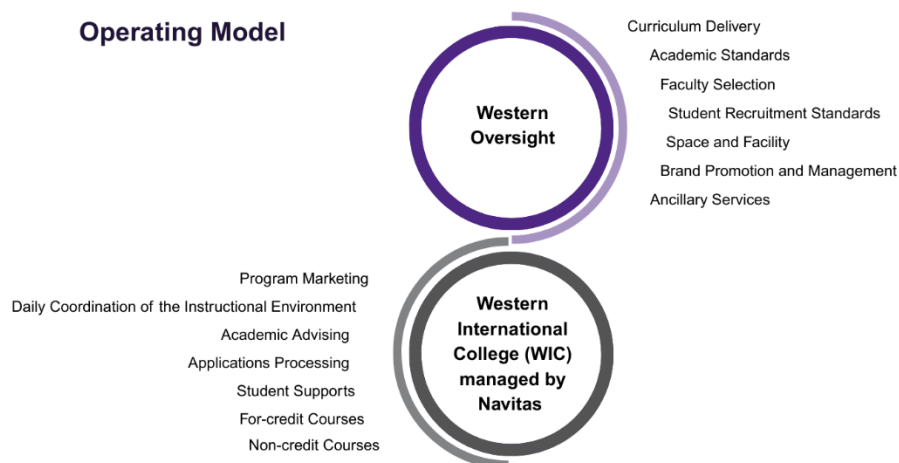 Operating Model
Western
Oversight
Curriculum Delivery
Academic Standards
Faculty Selection
Student Recruitment Standards
Space and Facility
Brand Promotion and Management
Ancillary Services
Program Marketing
Daily Coordination of the Instructional Environment
Academic Advising
Applications Processing
Student Supports
For-credit Courses
Non-credit Courses
Western
International
College (WIC)
managed by
Navitas